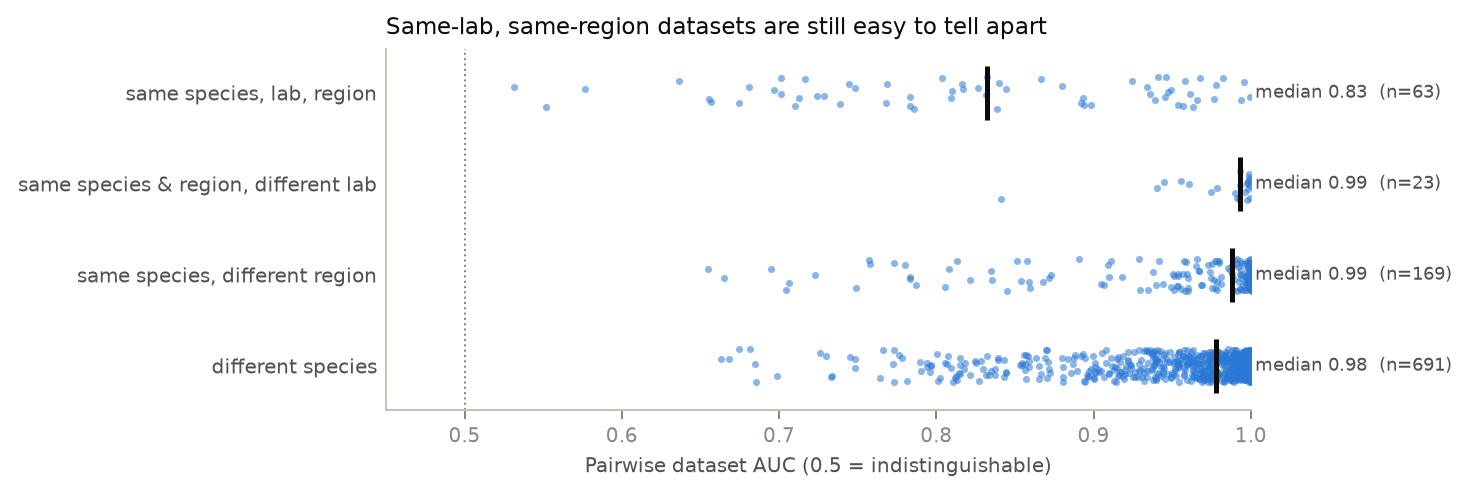 Same-lab, same-region datasets are still easy to tell apart
same species, lab, region
median 0.83 (n=63)
same species & region, different lab
median 0.99 (n=23)
same species, different region
median 0.99 (n=169)
different species
median 0.98 (n=691)
0.5 0.6 0.7 0.8 0.9 1.0
Pairwise dataset AUC (0.5 = indistinguishable)